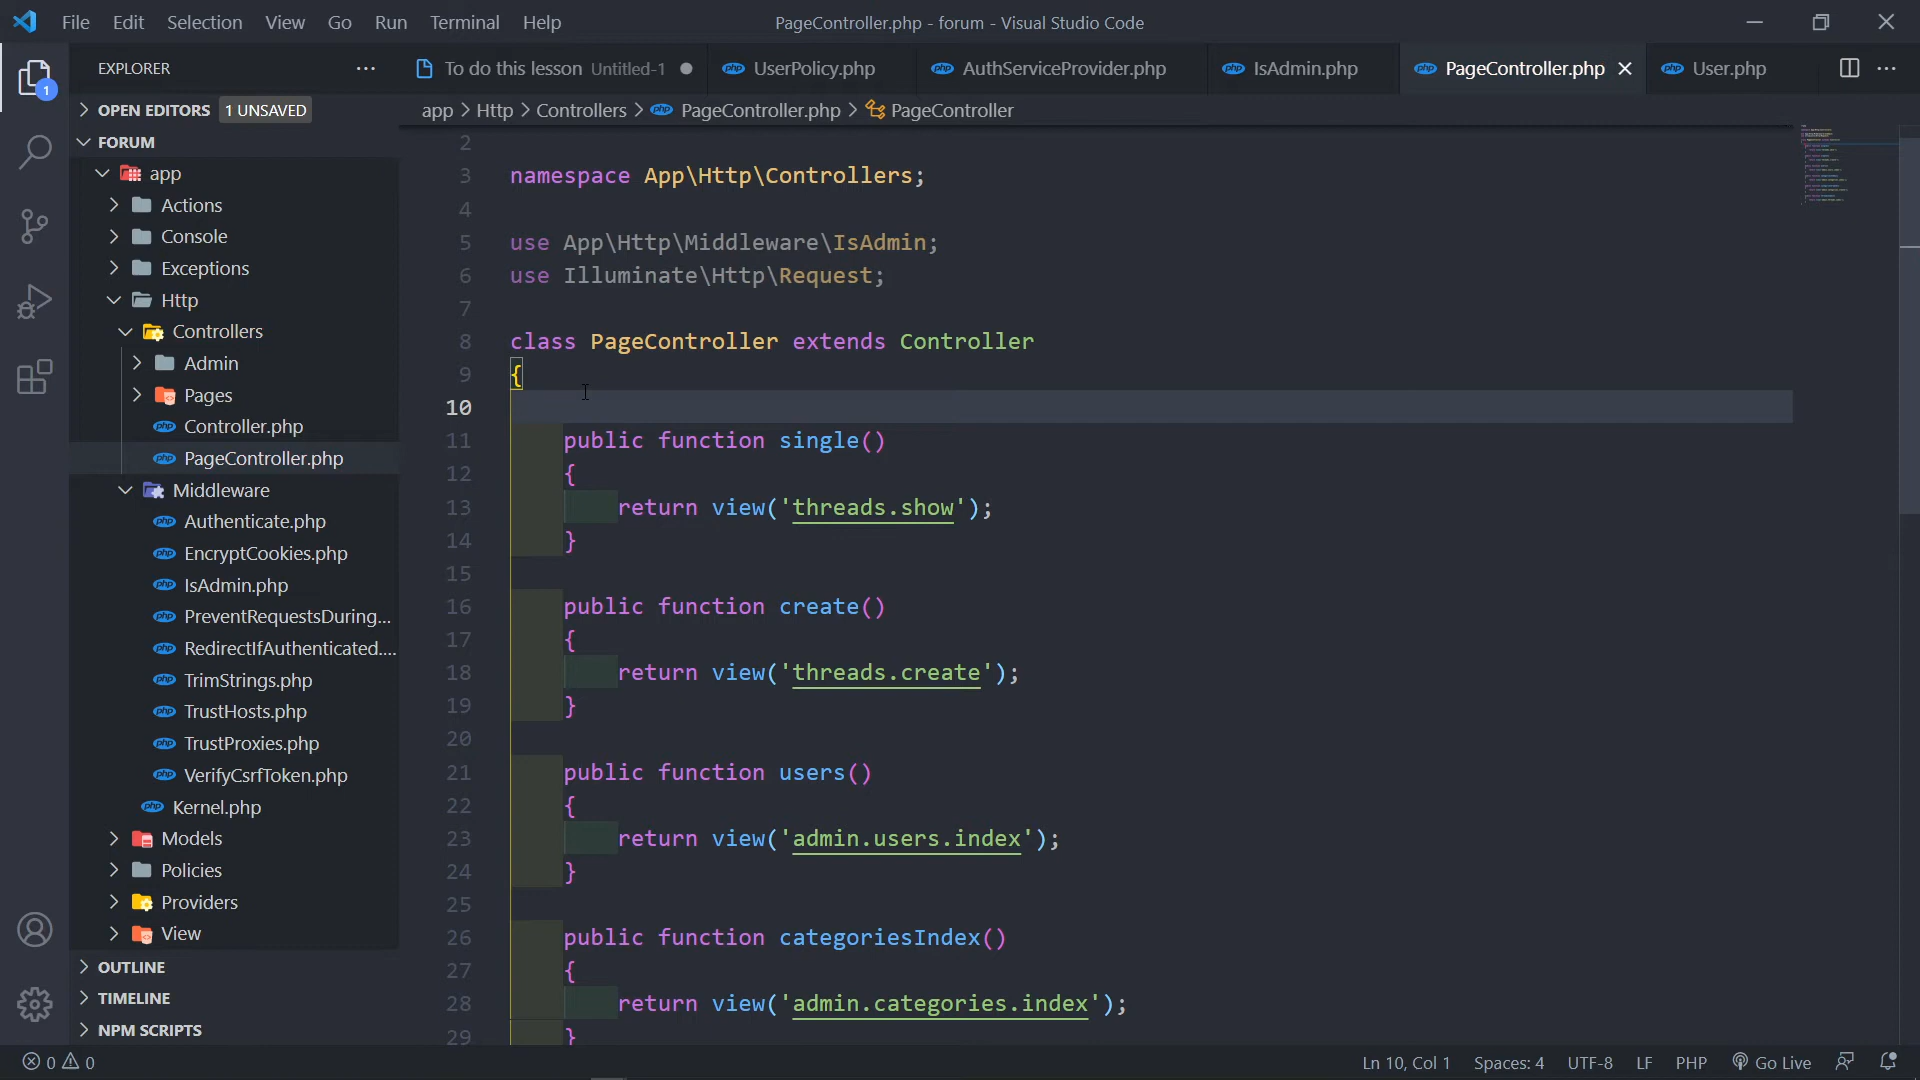 File Edit Selection View Go Run Terminal Help
PageController.php - forum - Visual Studio Code
EXPLORER
To do this lesson Untitled-1
UserPolicy.php
AuthServiceProvider.php
IsAdmin.php
PageController.php
User.php
OPEN EDITORS 1 UNSAVED
app > Http > Controllers > PageController.php > PageController
1
FORUM
app
Actions
Console
Exceptions
Http
Controllers
Admin
Pages
Controller.php
PageController.php
Middleware
Authenticate.php
EncryptCookies.php
IsAdmin.php
PreventRequestsDuring...
RedirectIfAuthenticated....
TrimStrings.php
TrustHosts.php
TrustProxies.php
VerifyCsrfToken.php
Kernel.php
Models
Policies
Providers
View
OUTLINE
TIMELINE
NPM SCRIPTS
2
3 namespace App\Http\Controllers;
4
5 use App\Http\Middleware\IsAdmin;
6 use Illuminate\Http\Request;
7
8 class PageController extends Controller
9 {
10
11 public function single()
12 {
13 return view('threads.show');
14 }
15
16 public function create()
17 {
18 return view('threads.create');
19 }
20
21 public function users()
22 {
23 return view('admin.users.index');
24 }
25
26 public function categoriesIndex()
27 {
28 return view('admin.categories.index');
29 }
0 0
Ln 10, Col 1 Spaces: 4 UTF-8 LF PHP Go Live